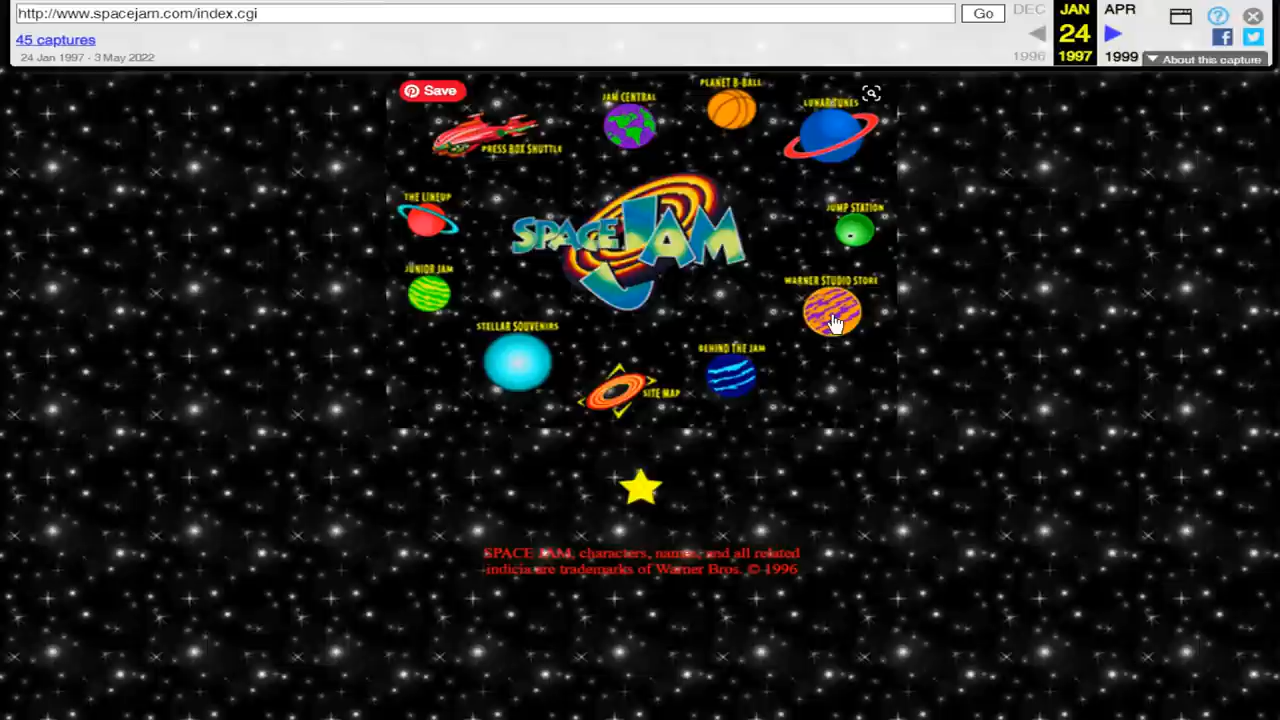 http://www.spacejam.com/index.cgi
Go
DEC
JAN
APR
45 captures
24
24 Jan 1997 - 3 May 2022
1996
1997
1999
About this capture
Save
JAM CENTRAL
PLANET B-BALL
LUNAR TUNES
PRESS BOX SHUTTLE
THE LINEUP
JUMP STATION
SPACE JAM
JUNIOR JAM
WARNER STUDIO STORE
STELLAR SOUVENIRS
BEHIND THE JAM
SITE MAP
SPACE JAM, characters, names, and all related
indicia are trademarks of Warner Bros. © 1996